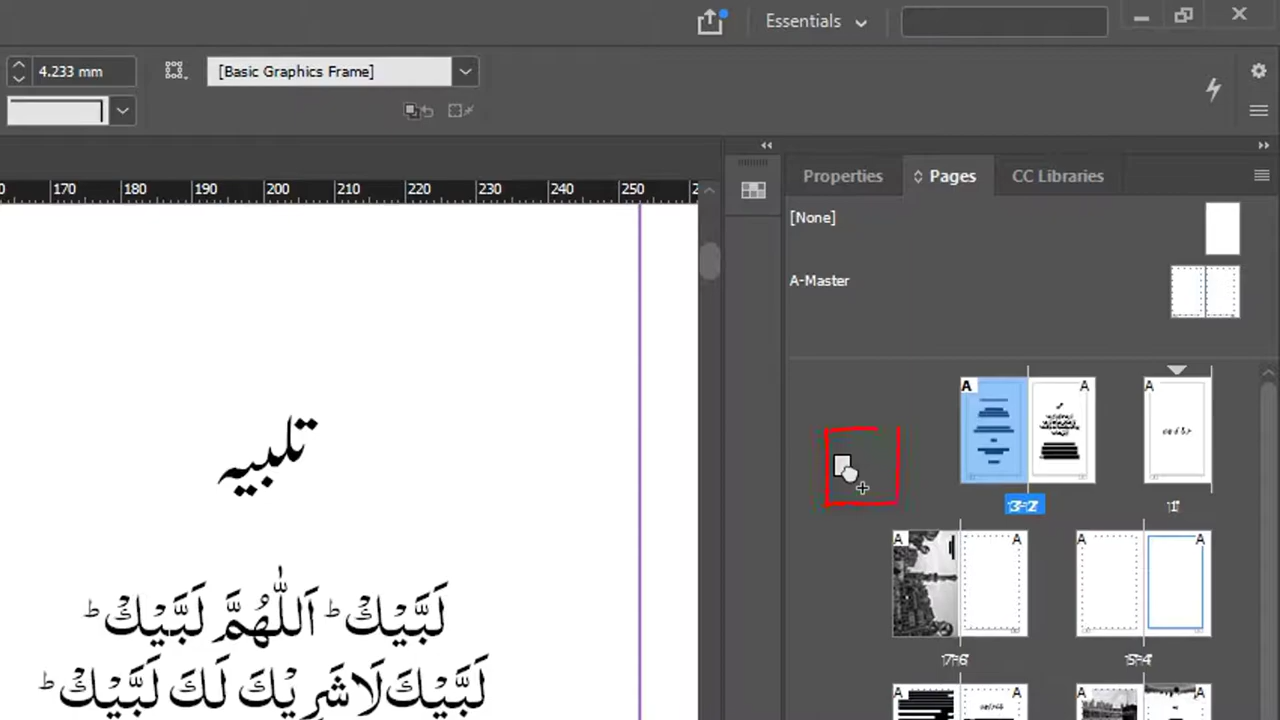 Essentials
4.233 mm
[Basic Graphics Frame]
Properties
Pages
CC Libraries
170 180 190 200 210 220 230 240 250
[None]
A-Master
A A A
1
A A A A
A A A
تلبیہ
لَبَّيْكَ ؕ اَللّٰهُمَّ لَبَّيْكَ ؕ
لَبَّيْكَ لَاشَرِيْكَ لَكَ لَبَّيْكَ ؕ